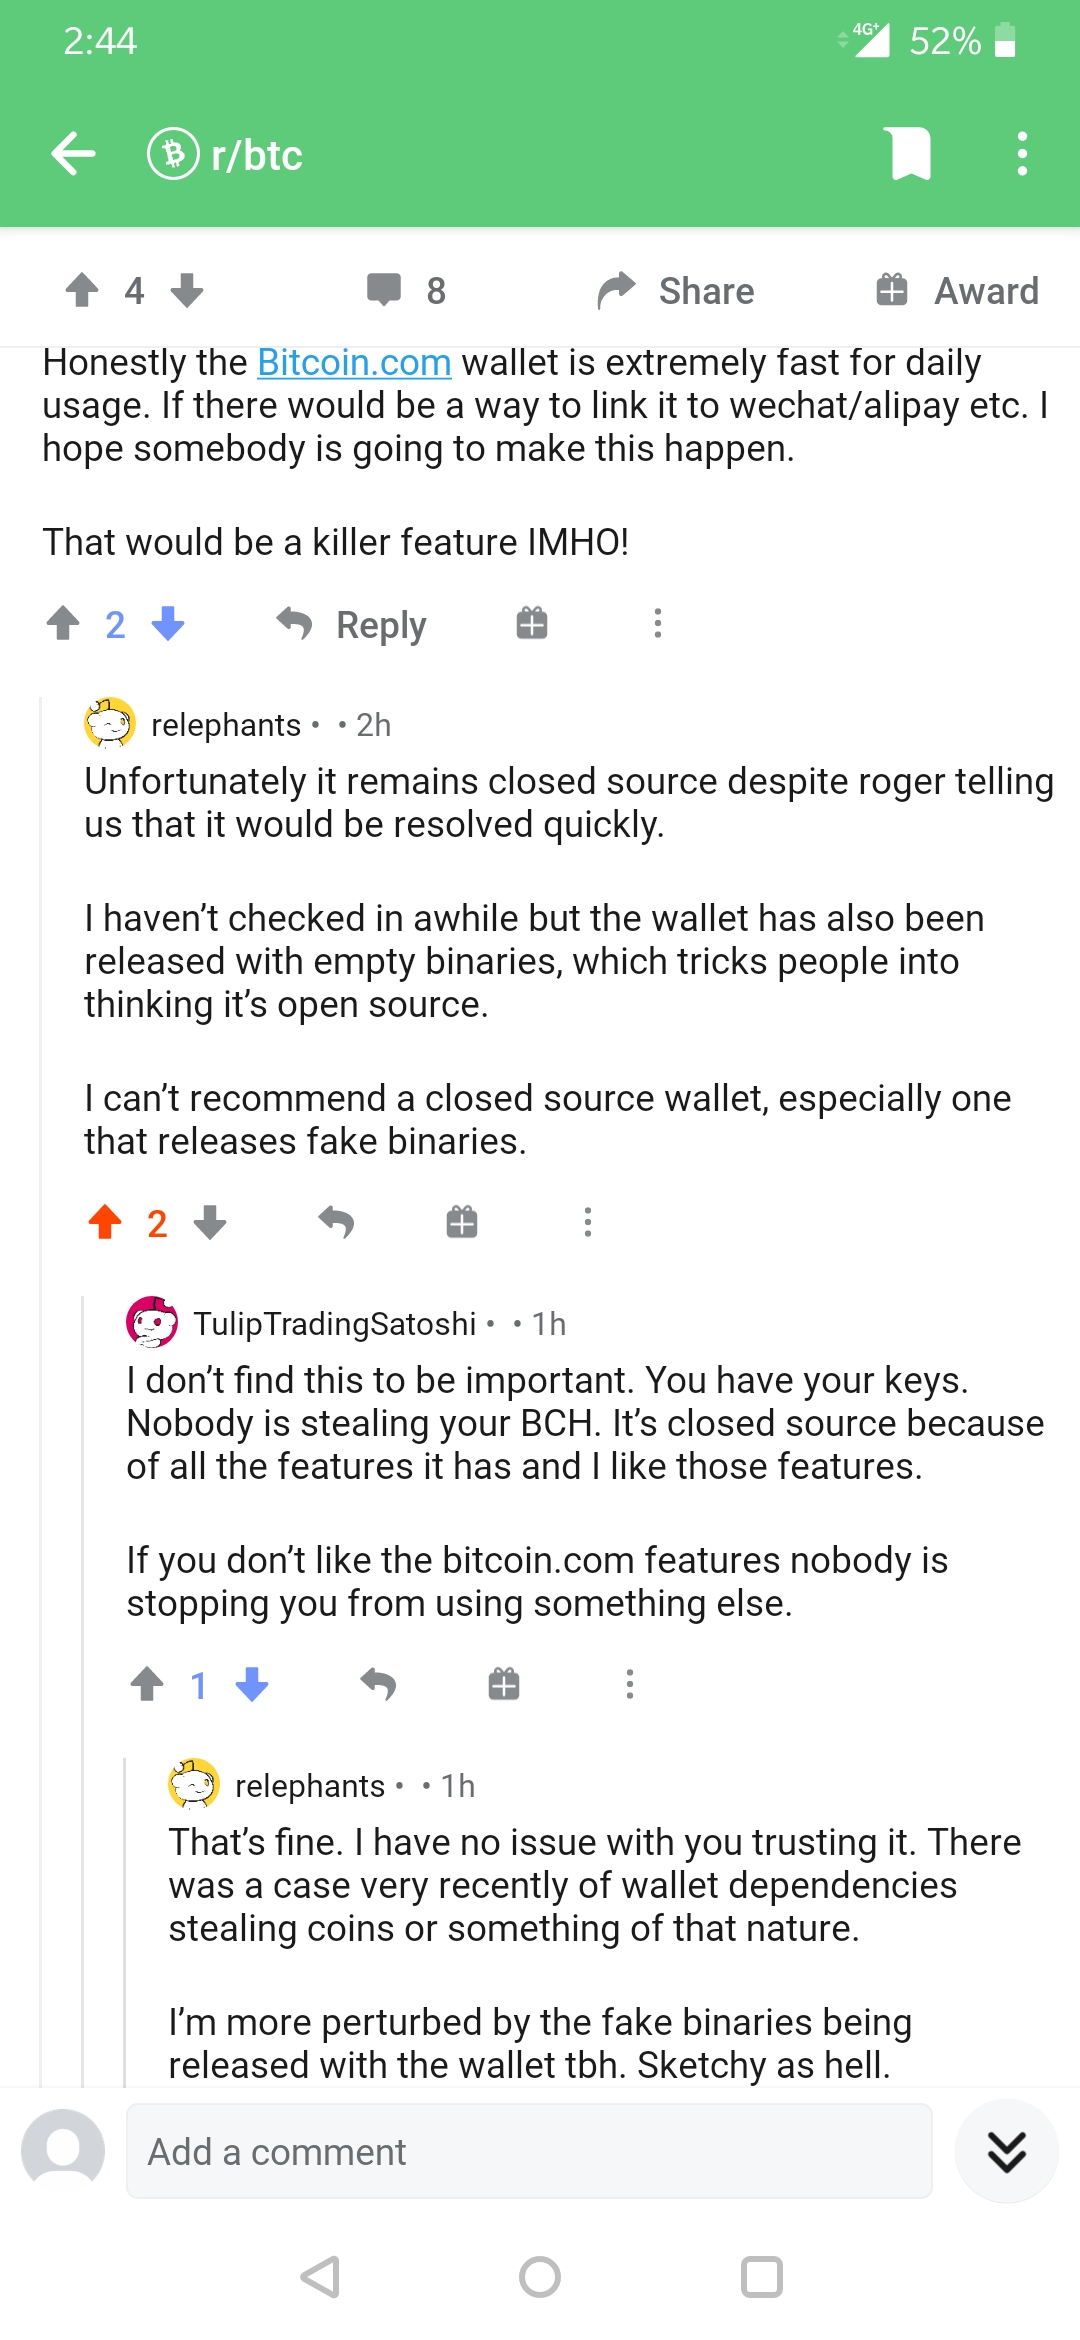 2:44
4G+ 52%
r/btc
4
8
Share
Award
Honestly the Bitcoin.com wallet is extremely fast for daily
usage. If there would be a way to link it to wechat/alipay etc. I
hope somebody is going to make this happen.
That would be a killer feature IMHO!
2
Reply
relephants • • 2h
Unfortunately it remains closed source despite roger telling
us that it would be resolved quickly.
I haven’t checked in awhile but the wallet has also been
released with empty binaries, which tricks people into
thinking it’s open source.
I can’t recommend a closed source wallet, especially one
that releases fake binaries.
2
TulipTradingSatoshi • • 1h
I don’t find this to be important. You have your keys.
Nobody is stealing your BCH. It’s closed source because
of all the features it has and I like those features.
If you don’t like the bitcoin.com features nobody is
stopping you from using something else.
1
relephants • • 1h
That’s fine. I have no issue with you trusting it. There
was a case very recently of wallet dependencies
stealing coins or something of that nature.
I’m more perturbed by the fake binaries being
released with the wallet tbh. Sketchy as hell.
Add a comment